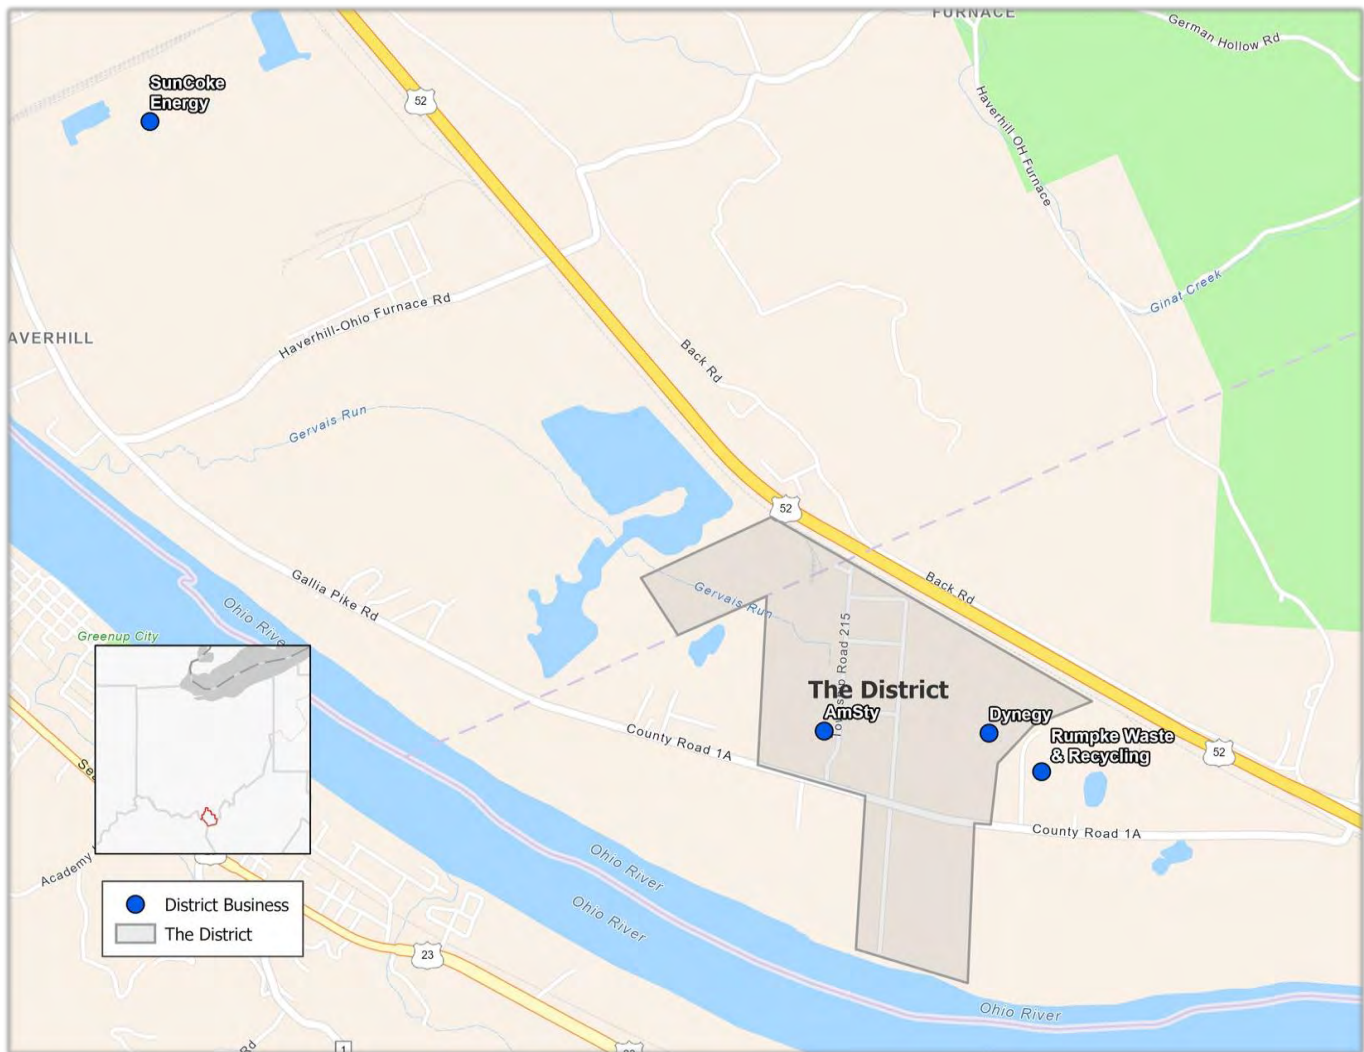 FURNACE
German Hollow Rd
SunCoke
Energy
52
Haverhill OH Furnace
Ginat Creek
Haverhill-Ohio Furnace Rd
AVERHILL
Back Rd
Gervais Run
52
Gallia Pike Rd
Back Rd
Gervais Run
Ohio Rive
Township Road 215
Greenup City
The District
AmSty
Dynegy
Rumpke Waste
& Recycling
County Road 1A
52
County Road 1A
Ohio River
Academy
Ohio River
District Business
The District
23
Ohio River
Rd
1